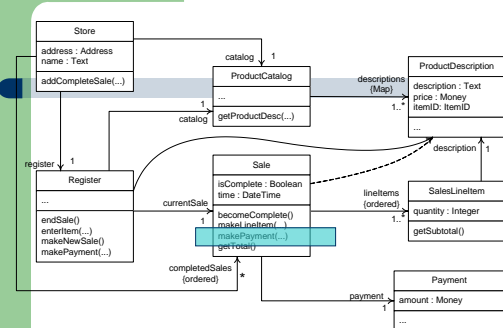 Store
address : Address
name : Text
addCompleteSale(...)
catalog
1
ProductCatalog
...
getProductDesc(...)
descriptions
{Map}
1..*
ProductDescription
description : Text
price : Money
itemID: ItemID
...
1
catalog
description
1
register
1
Register
...
endSale()
enterItem(...)
makeNewSale()
makePayment(...)
currentSale
1
Sale
isComplete : Boolean
time : DateTime
becomeComplete()
makeLineItem(...)
makePayment(...)
getTotal()
lineItems
{ordered}
1..*
SalesLineItem
quantity : Integer
getSubtotal()
completedSales
{ordered}
*
payment
1
Payment
amount : Money
...